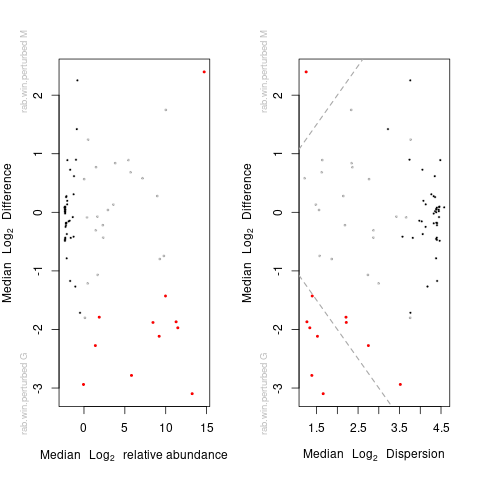 rab.win.perturbed M
rab.win.perturbed G
Median Log2 Difference
-3 -2 -1 0 1 2
0 5 10 15
Median Log2 relative abundance
rab.win.perturbed M
rab.win.perturbed G
Median Log2 Difference
-3 -2 -1 0 1 2
1.5 2.5 3.5 4.5
Median Log2 Dispersion